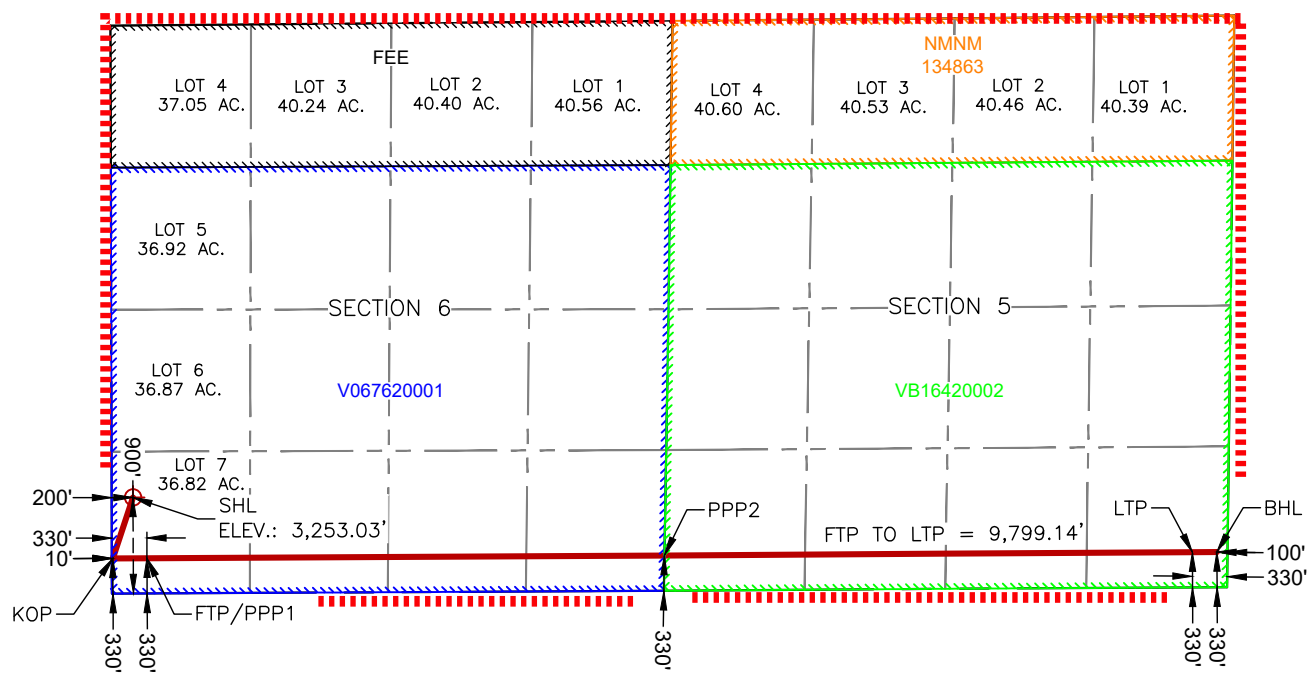 NMNM
134863
FEE
LOT 4
37.05 AC.
LOT 3
40.24 AC.
LOT 2
40.40 AC.
LOT 1
40.56 AC.
LOT 4
40.60 AC.
LOT 3
40.53 AC.
LOT 2
40.46 AC.
LOT 1
40.39 AC.
LOT 5
36.92 AC.
SECTION 6
SECTION 5
LOT 6
36.87 AC.
V067620001
VB16420002
900'
LOT 7
36.82 AC.
200'
SHL
ELEV.: 3,253.03'
330'
10'
PPP2
FTP TO LTP = 9,799.14'
LTP
BHL
100'
330'
KOP
FTP/PPP1
330'
330'
330'
330'
330'